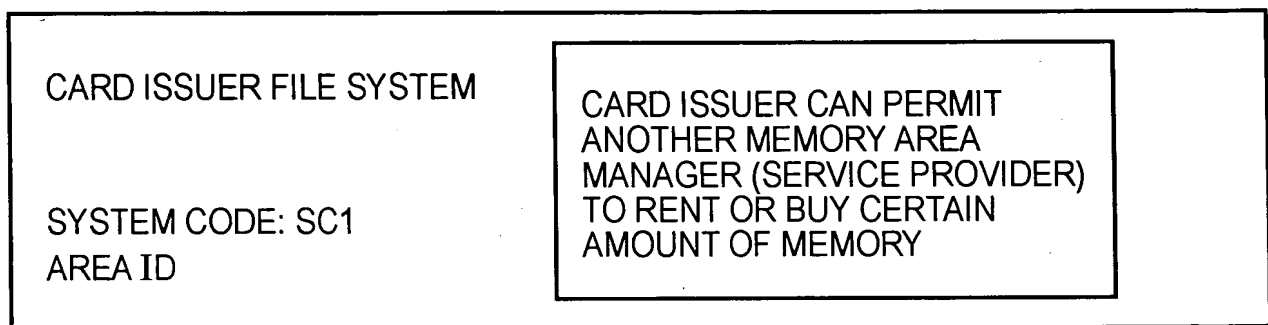 CARD ISSUER FILE SYSTEM
SYSTEM CODE: SC1
AREA ID
CARD ISSUER CAN PERMIT
ANOTHER MEMORY AREA
MANAGER (SERVICE PROVIDER)
TO RENT OR BUY CERTAIN
AMOUNT OF MEMORY